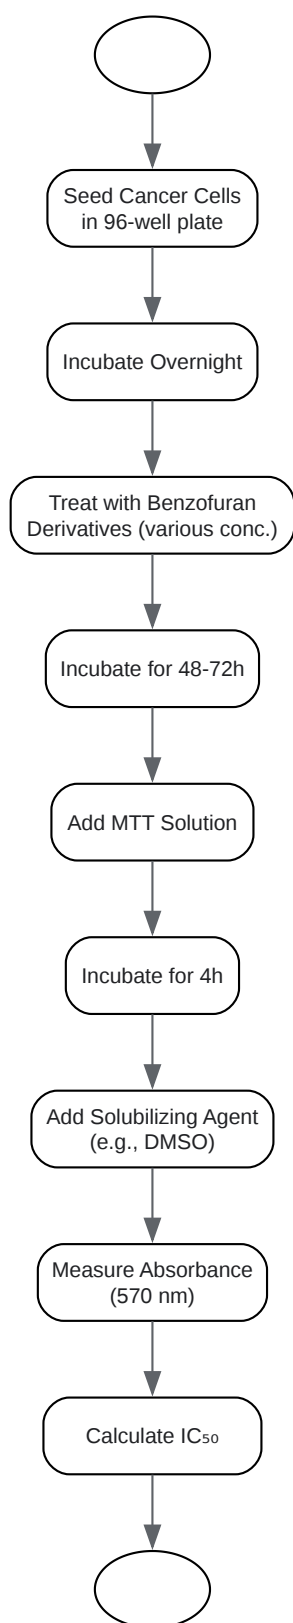 Seed Cancer Cells
in 96-well plate
Incubate Overnight
Treat with Benzofuran
Derivatives (various conc.)
Incubate for 48-72h
Add MTT Solution
Incubate for 4h
Add Solubilizing Agent
(e.g., DMSO)
Measure Absorbance
(570 nm)
Calculate IC₅₀